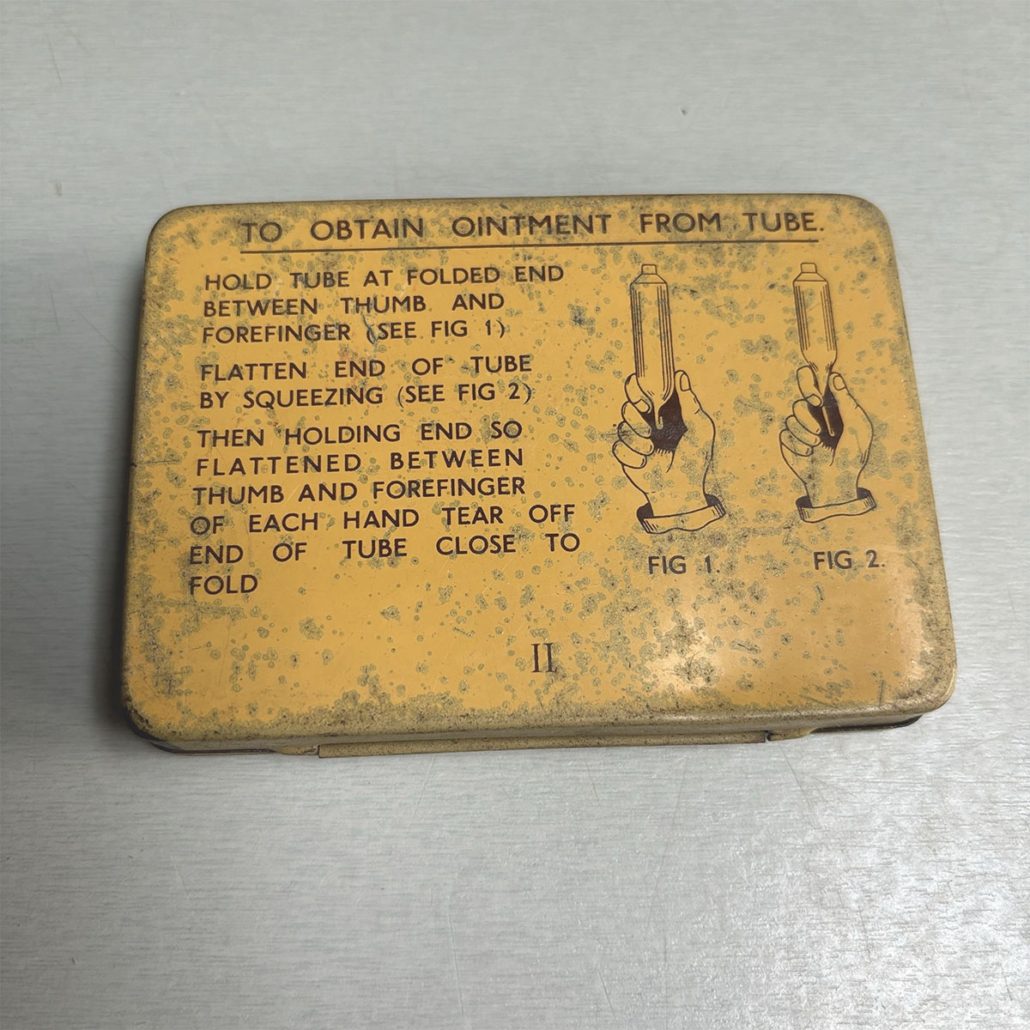 TO OBTAIN OINTMENT FROM TUBE.
HOLD TUBE AT FOLDED END
BETWEEN THUMB AND
FOREFINGER (SEE FIG 1)
FLATTEN END OF TUBE
BY SQUEEZING (SEE FIG 2)
THEN HOLDING END SO
FLATTENED BETWEEN
THUMB AND FOREFINGER
OF EACH HAND TEAR OFF
END OF TUBE CLOSE TO
FOLD
FIG 1.
FIG 2.
II